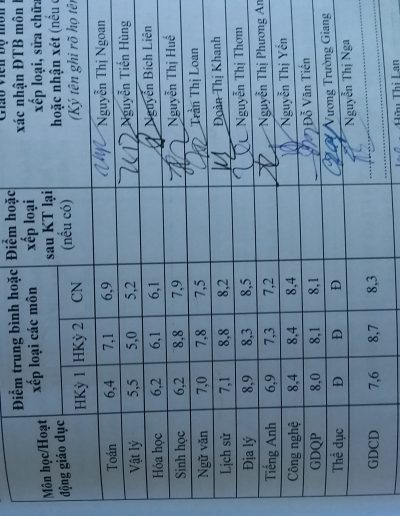 Môn học/Hoạt
động giáo dục
Điểm trung bình hoặc
xếp loại các môn
HKỳ 1 HKỳ 2 CN
Điểm hoặc
xếp loại
sau KT lại
(nếu có)
Giáo viên bộ môn
xác nhận ĐTB môn
xếp loại, sửa chữa
hoặc nhận xét (nếu
(Ký tên ghi rõ họ tên
Toán 6,4 7,1 6,9 Nguyễn Thị Ngoan
Vật lý 5,5 5,0 5,2 Nguyễn Tiến Hùng
Hóa học 6,2 6,1 6,1 Nguyễn Bích Liên
Sinh học 6,2 8,8 7,9 Nguyễn Thị Huế
Ngữ văn 7,0 7,8 7,5 Trần Thị Loan
Lịch sử 7,1 8,8 8,2 Đoàn Thị Khanh
Địa lý 8,9 8,3 8,5 Nguyễn Thị Thơm
Tiếng Anh 6,9 7,3 7,2 Nguyễn Thị Phương An
Công nghệ 8,4 8,4 8,4 Nguyễn Thị Yến
GDQP 8,0 8,1 8,1 Đỗ Văn Tiến
Thể dục Đ Đ Đ Vương Trường Giang
GDCD 7,6 8,7 8,3 Nguyễn Thị Nga
Thị Lan